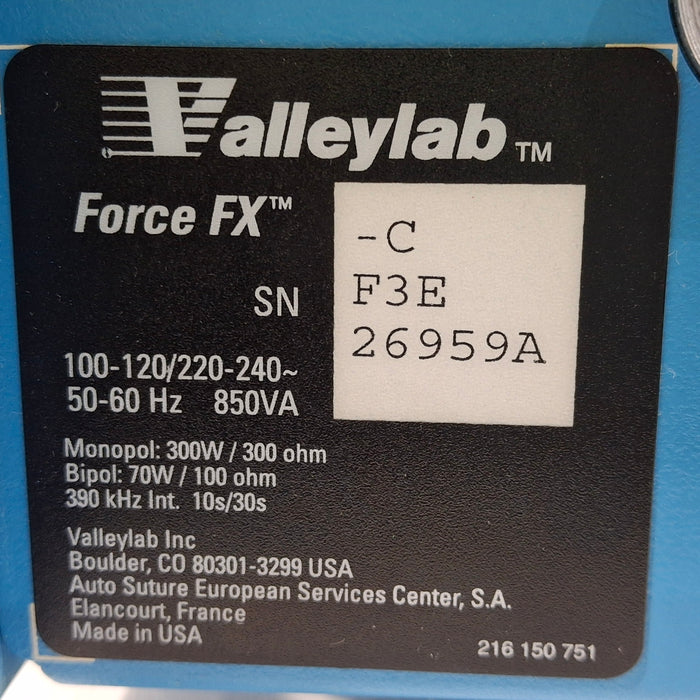 Valleylab™
Force FX™
-C
SN
F3E
26959A
100-120/220-240~
50-60 Hz 850VA
Monopol: 300W / 300 ohm
Bipol: 70W / 100 ohm
390 kHz Int. 10s/30s
Valleylab Inc
Boulder, CO 80301-3299 USA
Auto Suture European Services Center, S.A.
Elancourt, France
Made in USA
216 150 751